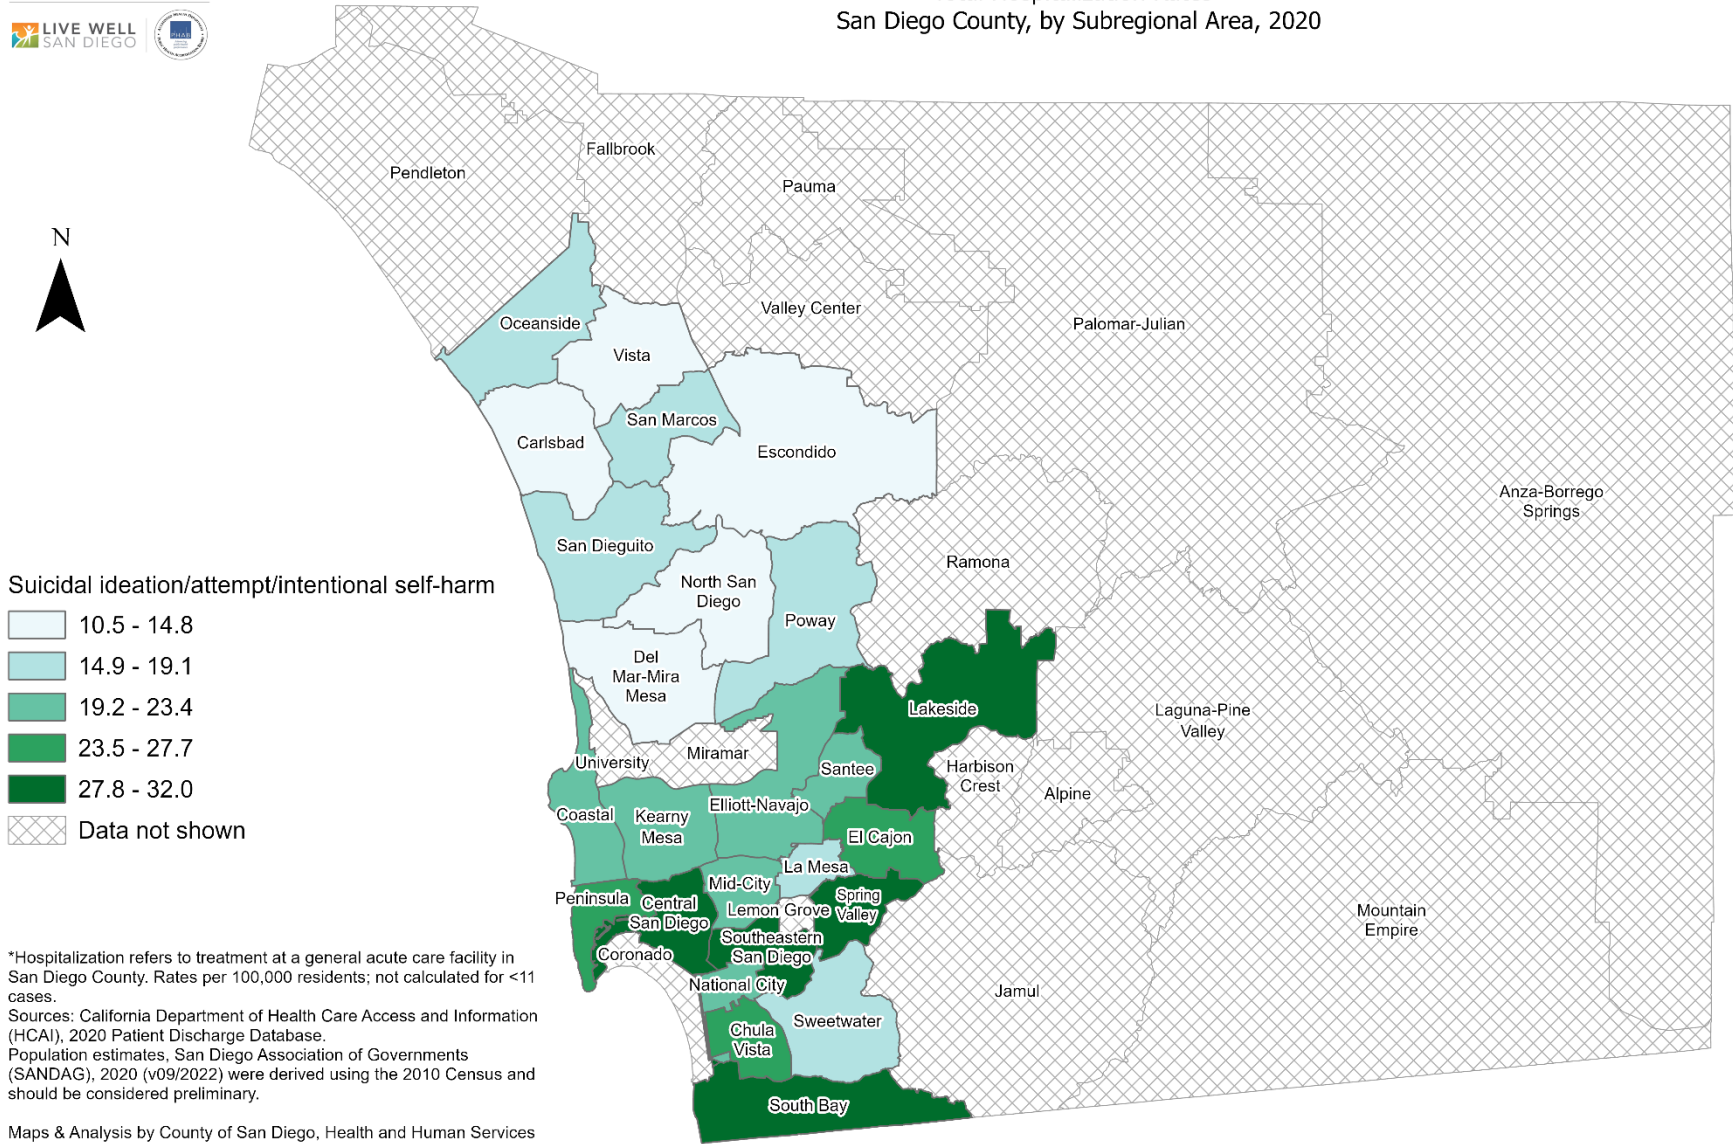 LIVE WELL
SAN DIEGO
PHAB
San Diego County, by Subregional Area, 2020
Fallbrook
Pendleton
Pauma
N
Valley Center
Oceanside
Palomar-Julian
Vista
San Marcos
Carlsbad
Escondido
Anza-Borrego
Springs
San Dieguito
Ramona
North San
Diego
Poway
Del
Mar-Mira
Mesa
Lakeside
Laguna-Pine
Valley
Miramar
University
Santee
Harbison
Crest
Alpine
Elliott-Navajo
Coastal
Kearny
Mesa
El Cajon
La Mesa
Mid-City
Peninsula
Central
San Diego
Spring
Valley
Lemon Grove
Mountain
Empire
Southeastern
San Diego
Coronado
National City
Jamul
Sweetwater
Chula
Vista
South Bay
Suicidal ideation/attempt/intentional self-harm
10.5 - 14.8
14.9 - 19.1
19.2 - 23.4
23.5 - 27.7
27.8 - 32.0
Data not shown
*Hospitalization refers to treatment at a general acute care facility in
San Diego County. Rates per 100,000 residents; not calculated for <11
cases.
Sources: California Department of Health Care Access and Information
(HCAI), 2020 Patient Discharge Database.
Population estimates, San Diego Association of Governments
(SANDAG), 2020 (v09/2022) were derived using the 2010 Census and
should be considered preliminary.
Maps & Analysis by County of San Diego, Health and Human Services